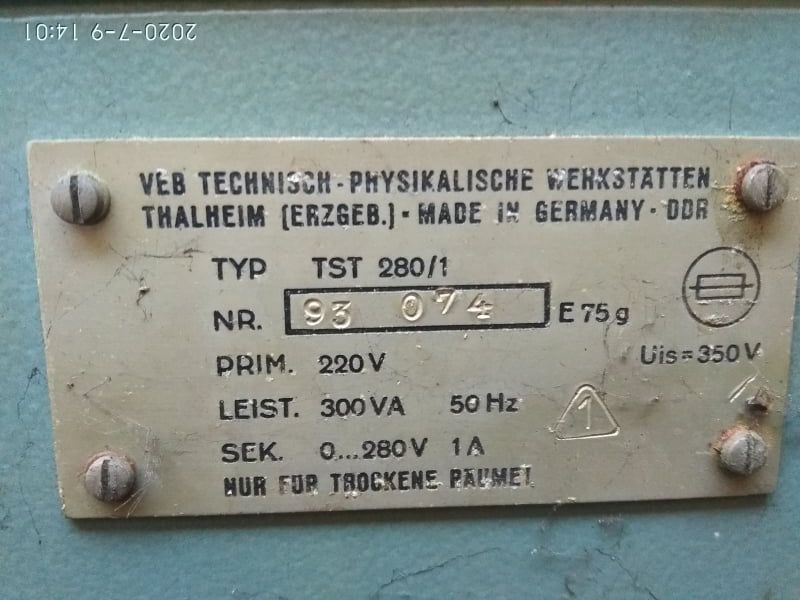 2020-7-9 14:01
VEB TECHNISCH-PHYSIKALISCHE WERKSTÄTTEN
THALHEIM (ERZGEB.) · MADE IN GERMANY · DDR
TYP TST 280/1
NR. 93 074 E 75 g
PRIM. 220 V
Uis = 350 V
LEIST. 300 VA 50 Hz
1
SEK. 0...280 V 1 A
NUR FÜR TROCKENE RÄUME!